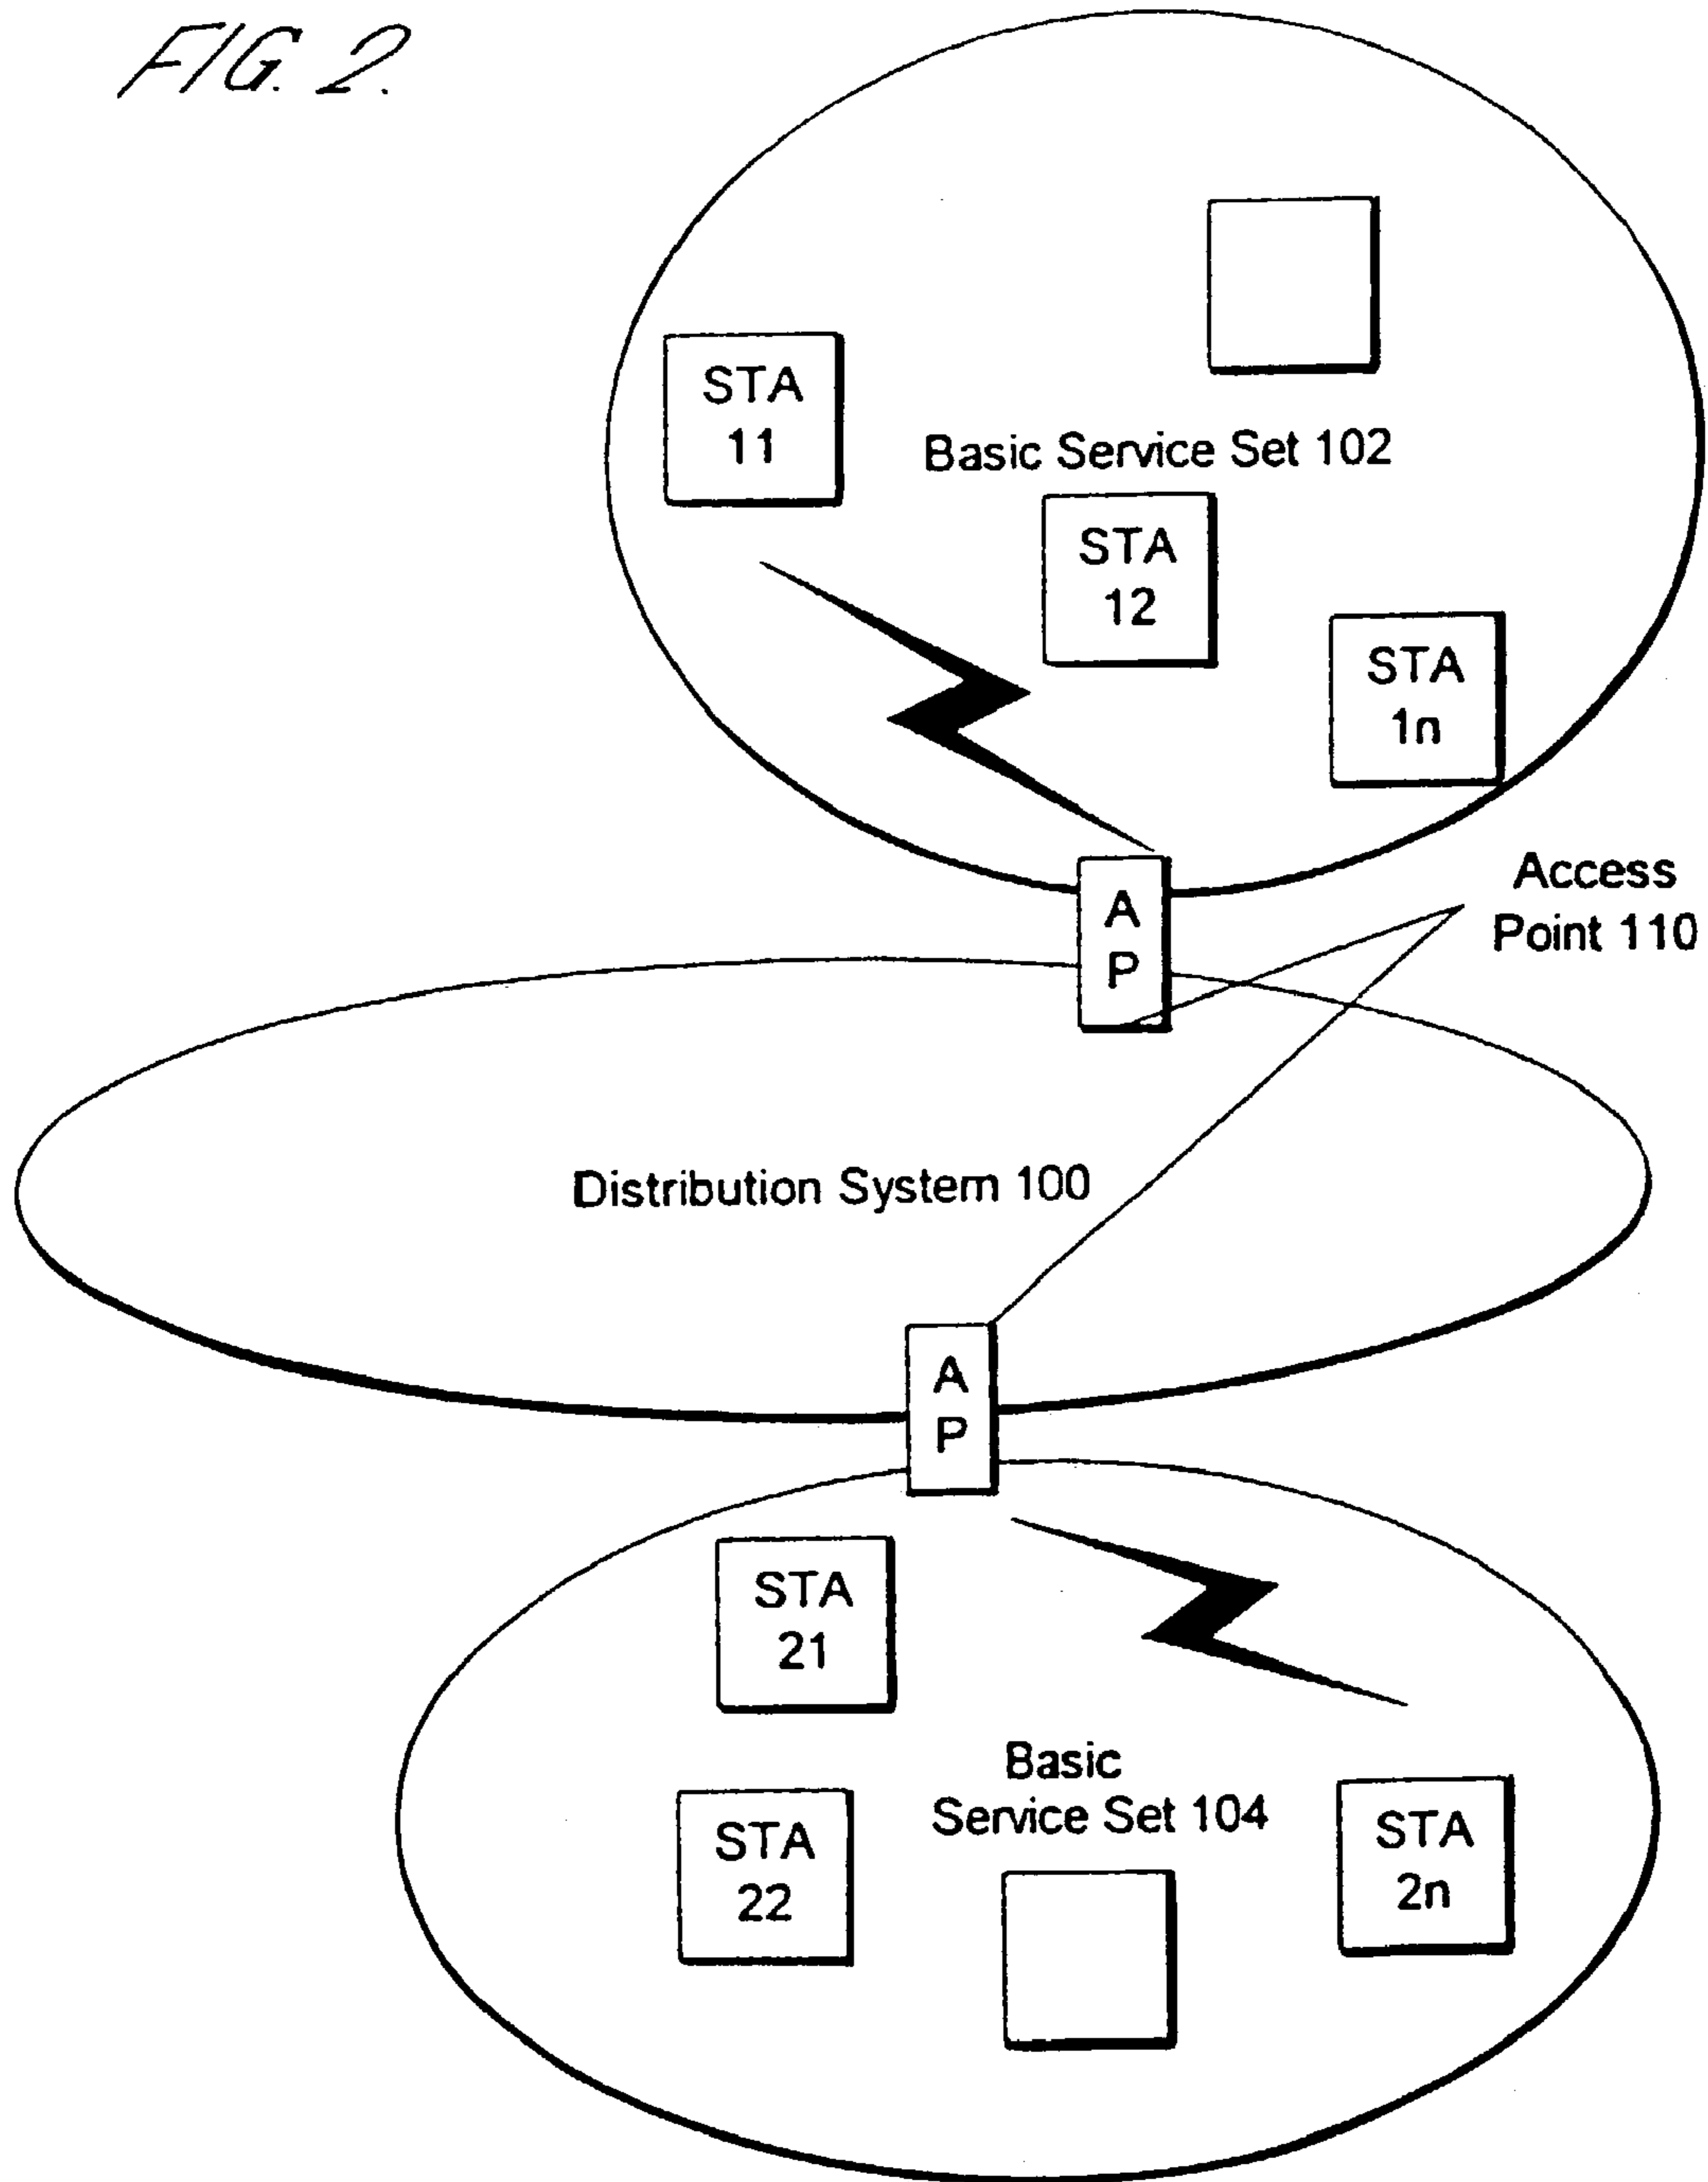 FIG. 2.
STA
11
Basic Service Set 102
STA
12
STA
1n
A
P
Access
Point 110
Distribution System 100
A
P
STA
21
Basic
Service Set 104
STA
22
STA
2n